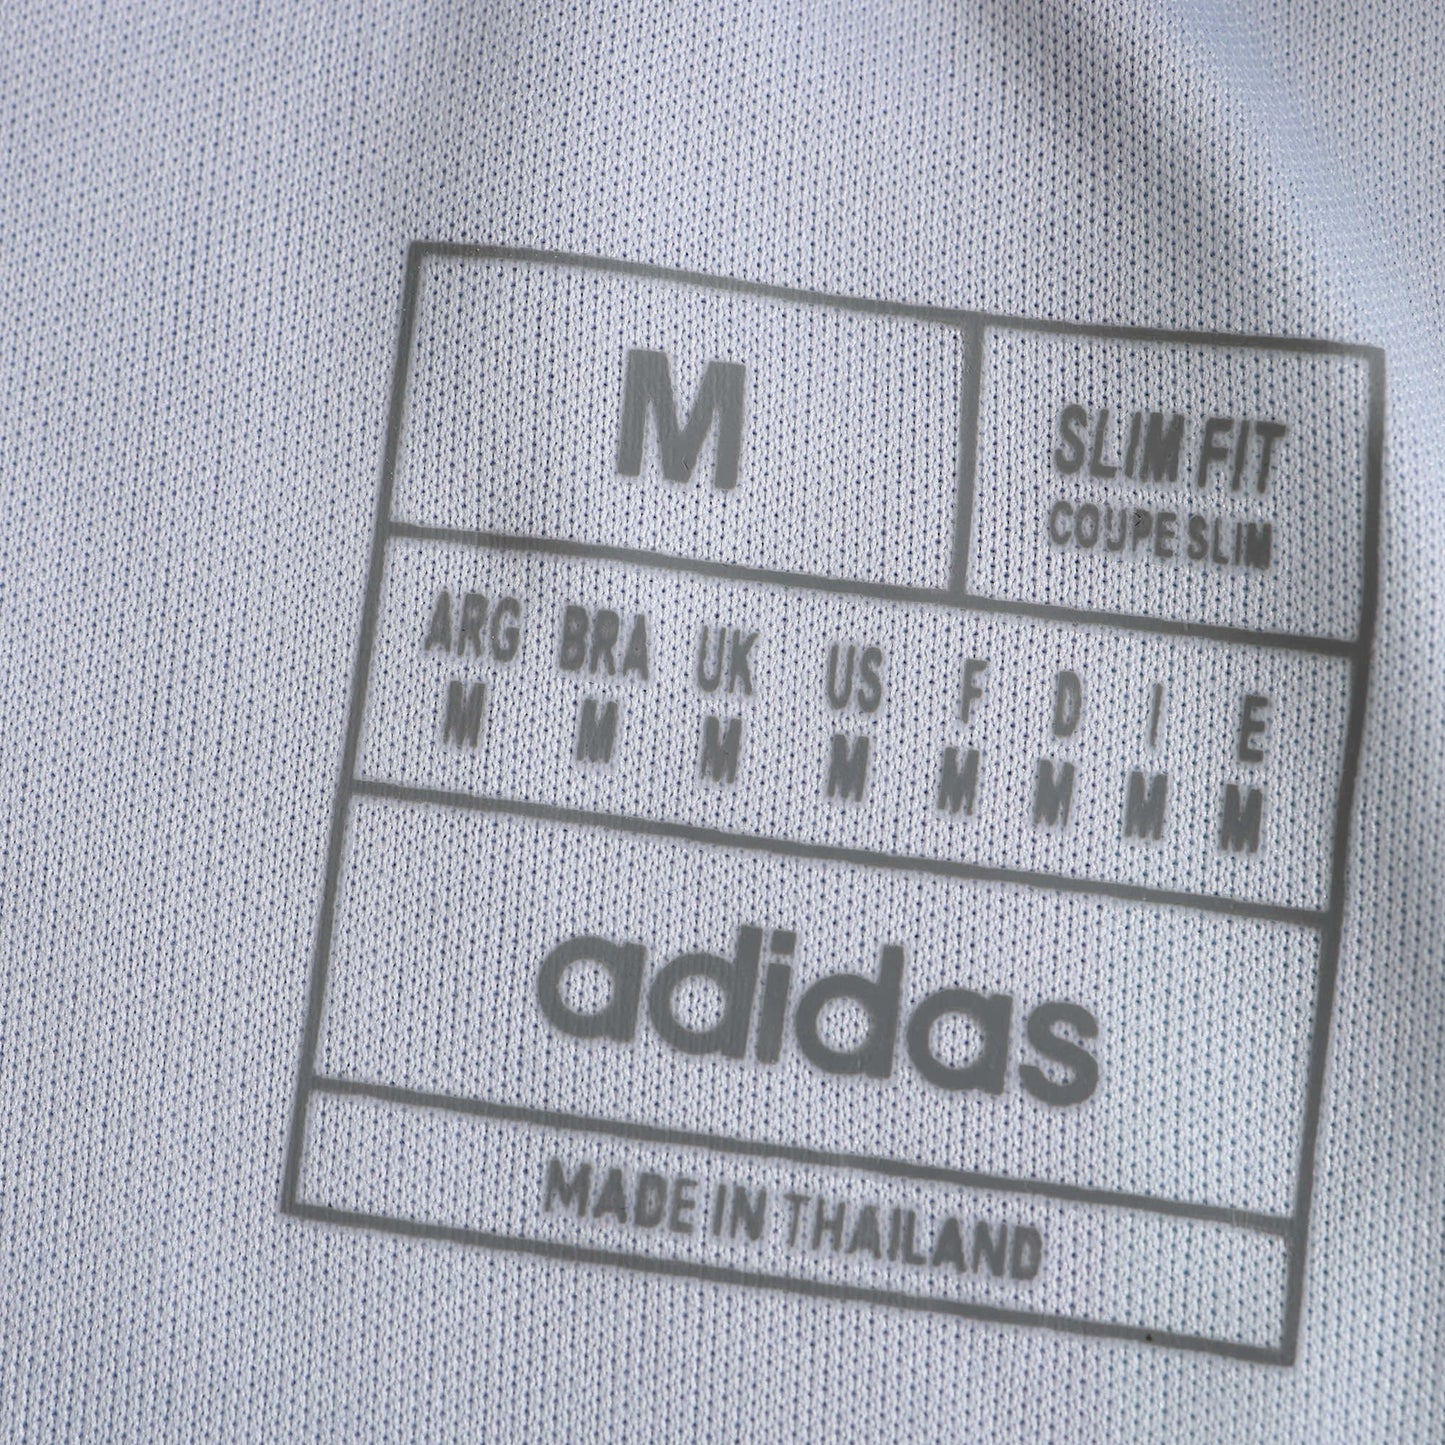 M
SLIM FIT
COUPE SLIM
ARG BRA UK US F D I E
M M M M M M M M
adidas
MADE IN THAILAND